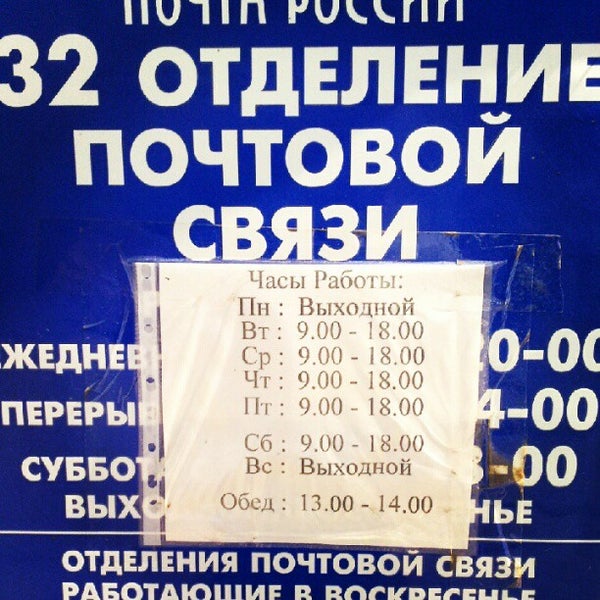 ПОЧТА РОССИИ
32 ОТДЕЛЕНИЕ
ПОЧТОВОЙ
СВЯЗИ
Часы Работы:
Пн : Выходной
Вт : 9.00 - 18.00
Ср : 9.00 - 18.00
Чт : 9.00 - 18.00
Пт : 9.00 - 18.00
Сб : 9.00 - 18.00
Вс : Выходной
Обед : 13.00 - 14.00
ОТДЕЛЕНИЯ ПОЧТОВОЙ СВЯЗИ
РАБОТАЮЩИЕ В ВОСКРЕСЕНЬЕ